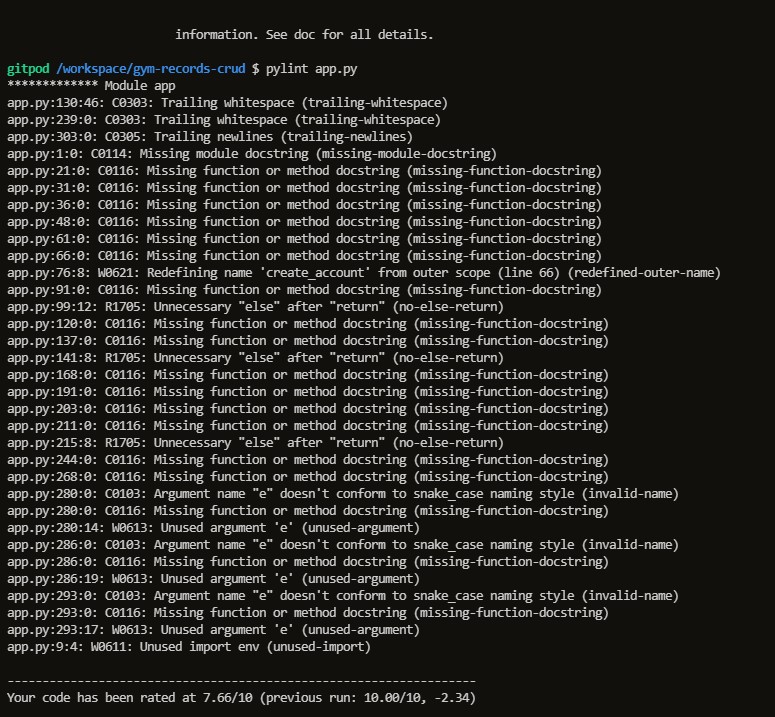 information. See doc for all details.
gitpod /workspace/gym-records-crud $ pylint app.py
************* Module app
app.py:130:46: C0303: Trailing whitespace (trailing-whitespace)
app.py:239:0: C0303: Trailing whitespace (trailing-whitespace)
app.py:303:0: C0305: Trailing newlines (trailing-newlines)
app.py:1:0: C0114: Missing module docstring (missing-module-docstring)
app.py:21:0: C0116: Missing function or method docstring (missing-function-docstring)
app.py:31:0: C0116: Missing function or method docstring (missing-function-docstring)
app.py:36:0: C0116: Missing function or method docstring (missing-function-docstring)
app.py:48:0: C0116: Missing function or method docstring (missing-function-docstring)
app.py:61:0: C0116: Missing function or method docstring (missing-function-docstring)
app.py:66:0: C0116: Missing function or method docstring (missing-function-docstring)
app.py:76:8: W0621: Redefining name 'create_account' from outer scope (line 66) (redefined-outer-name)
app.py:91:0: C0116: Missing function or method docstring (missing-function-docstring)
app.py:99:12: R1705: Unnecessary "else" after "return" (no-else-return)
app.py:120:0: C0116: Missing function or method docstring (missing-function-docstring)
app.py:137:0: C0116: Missing function or method docstring (missing-function-docstring)
app.py:141:8: R1705: Unnecessary "else" after "return" (no-else-return)
app.py:168:0: C0116: Missing function or method docstring (missing-function-docstring)
app.py:191:0: C0116: Missing function or method docstring (missing-function-docstring)
app.py:203:0: C0116: Missing function or method docstring (missing-function-docstring)
app.py:211:0: C0116: Missing function or method docstring (missing-function-docstring)
app.py:215:8: R1705: Unnecessary "else" after "return" (no-else-return)
app.py:244:0: C0116: Missing function or method docstring (missing-function-docstring)
app.py:268:0: C0116: Missing function or method docstring (missing-function-docstring)
app.py:280:0: C0103: Argument name "e" doesn't conform to snake_case naming style (invalid-name)
app.py:280:0: C0116: Missing function or method docstring (missing-function-docstring)
app.py:280:14: W0613: Unused argument 'e' (unused-argument)
app.py:286:0: C0103: Argument name "e" doesn't conform to snake_case naming style (invalid-name)
app.py:286:0: C0116: Missing function or method docstring (missing-function-docstring)
app.py:286:19: W0613: Unused argument 'e' (unused-argument)
app.py:293:0: C0103: Argument name "e" doesn't conform to snake_case naming style (invalid-name)
app.py:293:0: C0116: Missing function or method docstring (missing-function-docstring)
app.py:293:17: W0613: Unused argument 'e' (unused-argument)
app.py:9:4: W0611: Unused import env (unused-import)
-------------------------------------------------------------------
Your code has been rated at 7.66/10 (previous run: 10.00/10, -2.34)